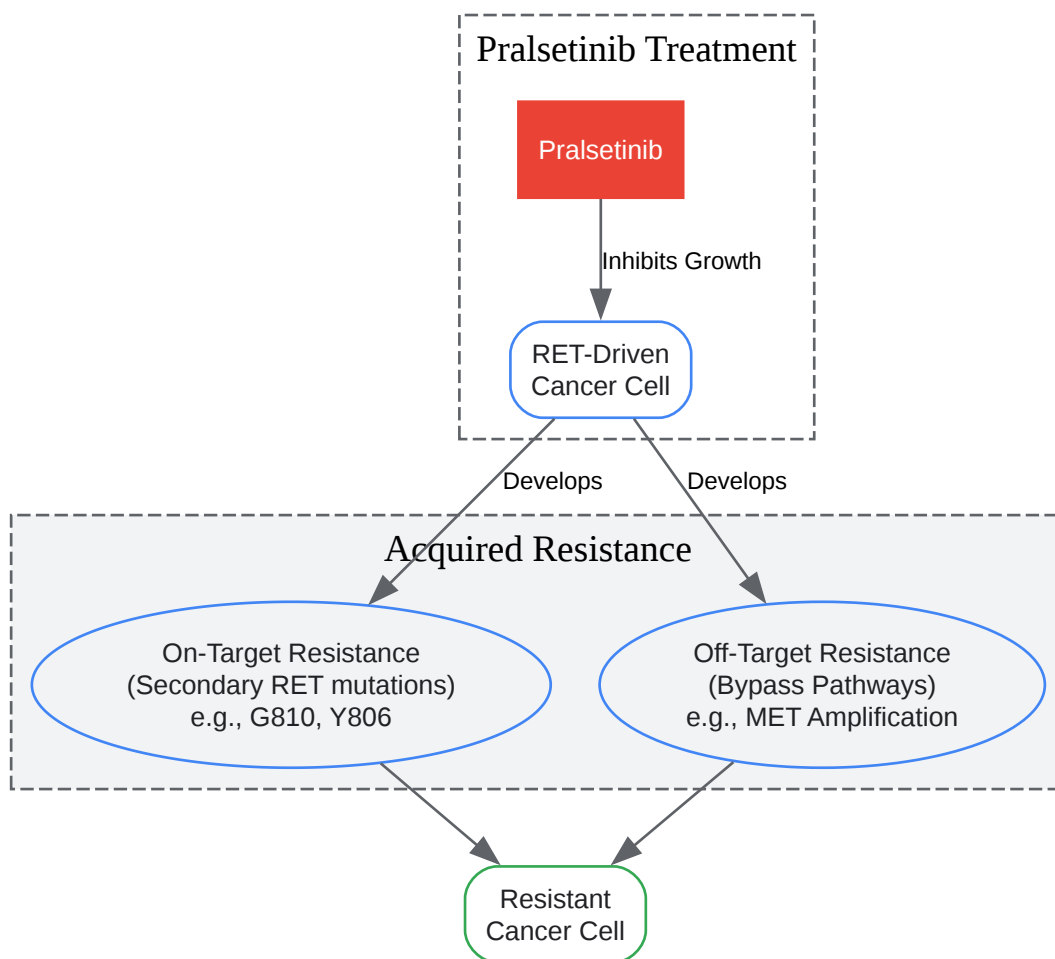 Pralsetinib Treatment
Pralsetinib
Inhibits Growth
RET-Driven
Cancer Cell
Develops
Develops
Acquired Resistance
On-Target Resistance
(Secondary RET mutations)
e.g., G810, Y806
Off-Target Resistance
(Bypass Pathways)
e.g., MET Amplification
Resistant
Cancer Cell